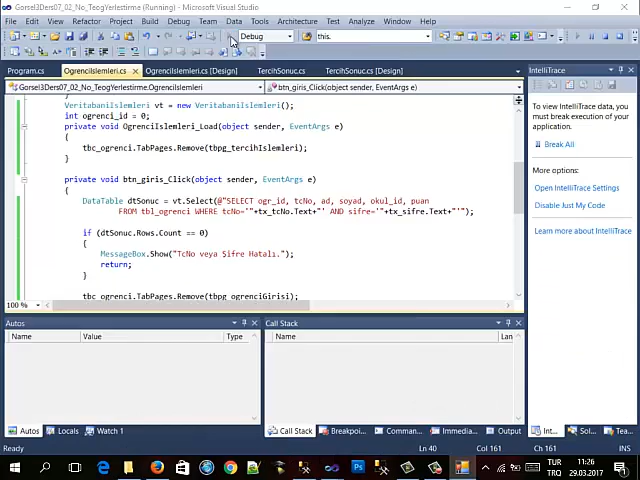 Gorsel3Ders07_02_No_TeogYerlestirme (Running) - Microsoft Visual Studio
File Edit View Refactor Project Build Debug Team Data Tools Architecture Test Analyze Window Help
Debug this.
Program.cs OgrenciIslemleri.cs × OgrenciIslemleri.cs [Design] TercihSonuc.cs TercihSonuc.cs [Design]
Gorsel3Ders07_02_No_TeogYerlestirme.OgrenciIslemleri btn_giris_Click(object sender, EventArgs e)
VeritabaniIslemleri vt = new VeritabaniIslemleri();
int ogrenci_id = 0;
private void OgrenciIslemleri_Load(object sender, EventArgs e)
{
tbc_ogrenci.TabPages.Remove(tbpg_tercihIslemleri);
}
private void btn_giris_Click(object sender, EventArgs e)
{
DataTable dtSonuc = vt.Select(@"SELECT ogr_id, tcNo, ad, soyad, okul_id, puan
FROM tbl_ogrenci WHERE tcNo='"+tx_tcNo.Text+"' AND sifre='"+tx_sifre.Text+"'");
if (dtSonuc.Rows.Count == 0)
{
MessageBox.Show("TcNo veya Şifre Hatalı.");
return;
}
tbc_ogrenci.TabPages.Remove(tbpg_ogrenciGirisi);
100 %
IntelliTrace
To view IntelliTrace data, you
must break execution of your
application.
Break All
More options:
Open IntelliTrace Settings
Disable Just My Code
Learn more about IntelliTrace
Autos
Name Value Type
Call Stack
Name Lan
Autos Locals Watch 1
Call Stack Breakpoi... Comman... Immedia... Output
Int... Sol... Tea...
Ready Ln 40 Col 161 Ch 161 INS
TUR 11:26
TRQ 29.03.2017